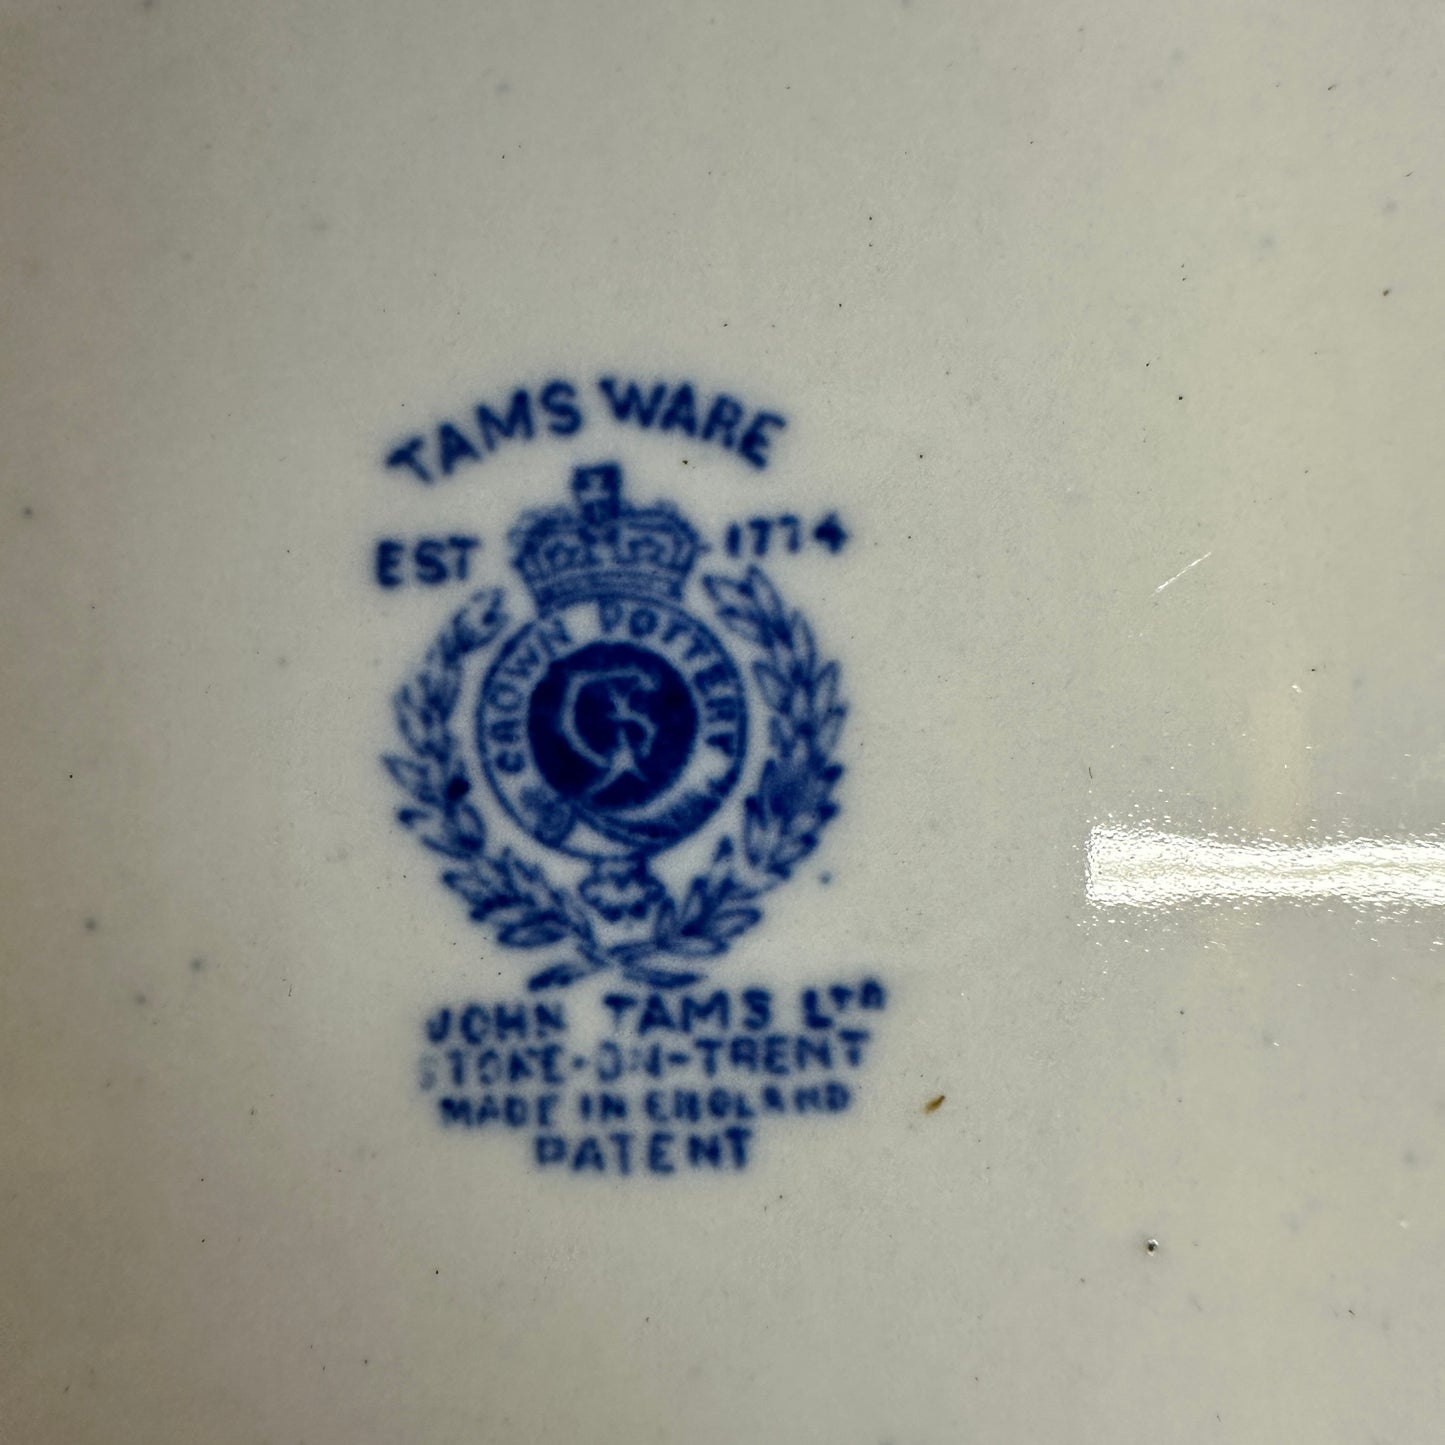 TAMS WARE
EST 1774
CROWN POTTERY
JOHN TAMS LTD
STOKE-ON-TRENT
MADE IN ENGLAND
PATENT